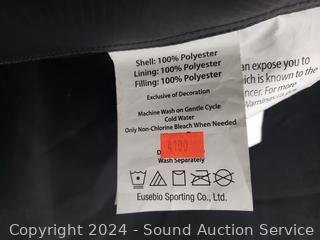 Shell: 100% Polyester
Lining: 100% Polyester
Filling: 100% Polyester
Exclusive of Decoration
Machine Wash on Gentle Cycle
Cold Water
Only Non-Chlorine Bleach When Needed
D
Wash Separately
Eusebio Sporting Co., Ltd.
an expose you to
ich is known to the
ncer. For more
Warnings.
Copyright 2024 - Sound Auction Service